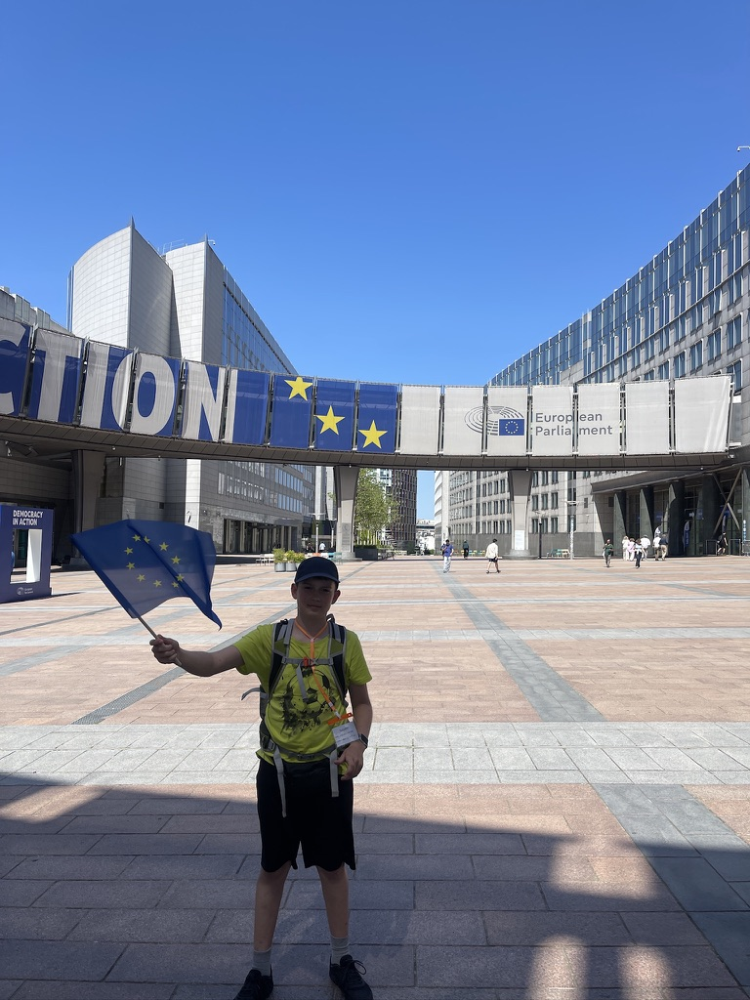 CTION
European
Parliament
DEMOCRACY
IN ACTION